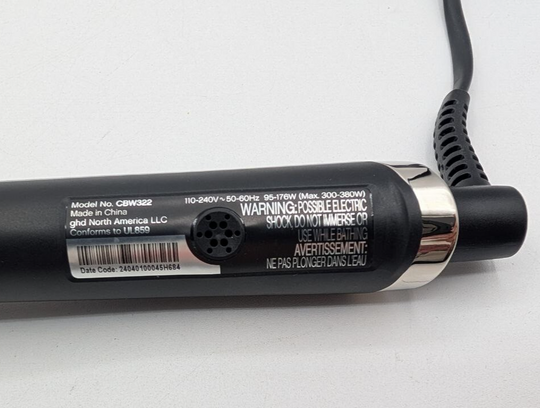 Model No. CBW322
Made in China
ghd North America LLC
Conforms to UL859
Date Code: 24040100045H684
110-240V~50-60Hz 95-176W (Max. 300-380W)
WARNING: POSSIBLE ELECTRIC
SHOCK DO NOT IMMERSE OR
USE WHILE BATHING
AVERTISSEMENT:
NE PAS PLONGER DANS L'EAU